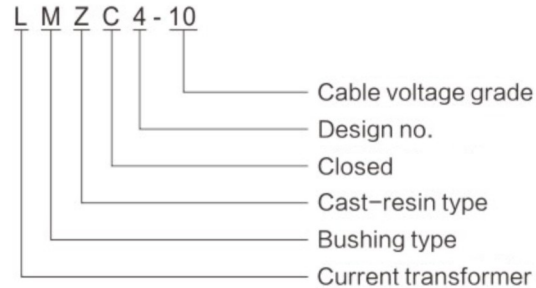 L M Z C 4 - 10
Cable voltage grade
Design no.
Closed
Cast-resin type
Bushing type
Current transformer